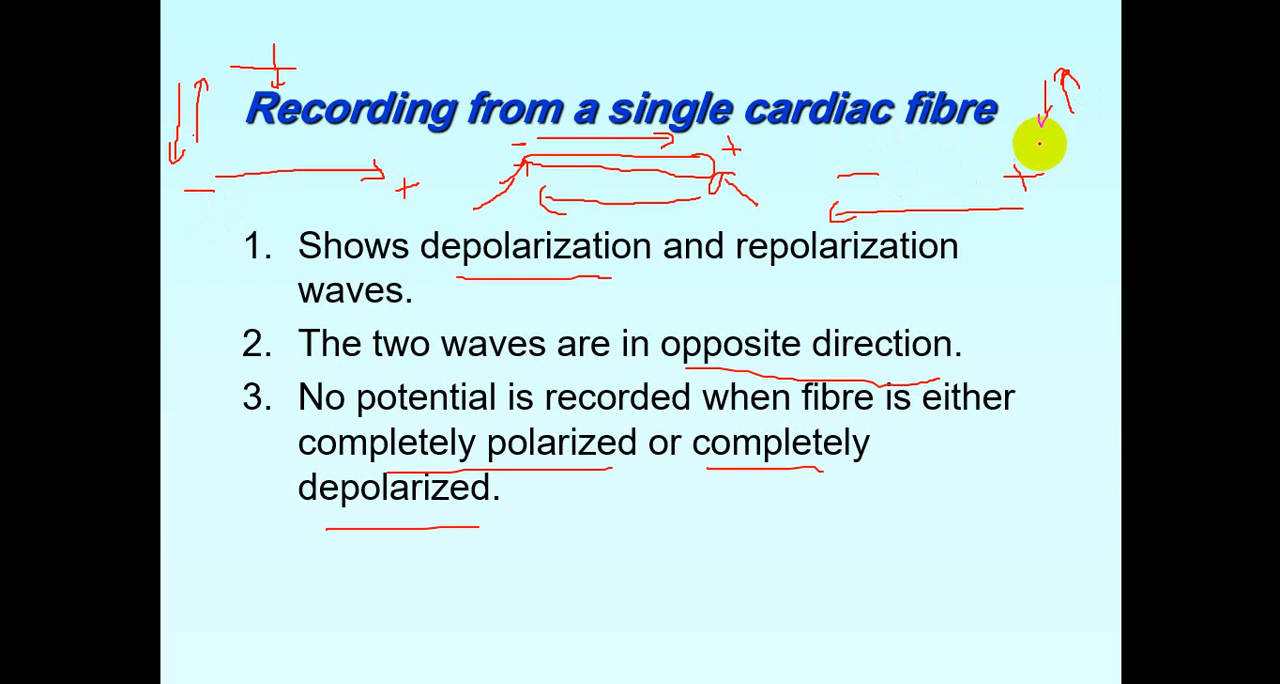 Recording from a single cardiac fibre
- +
- +
- +
1. Shows depolarization and repolarization
waves.
2. The two waves are in opposite direction.
3. No potential is recorded when fibre is either
completely polarized or completely
depolarized.